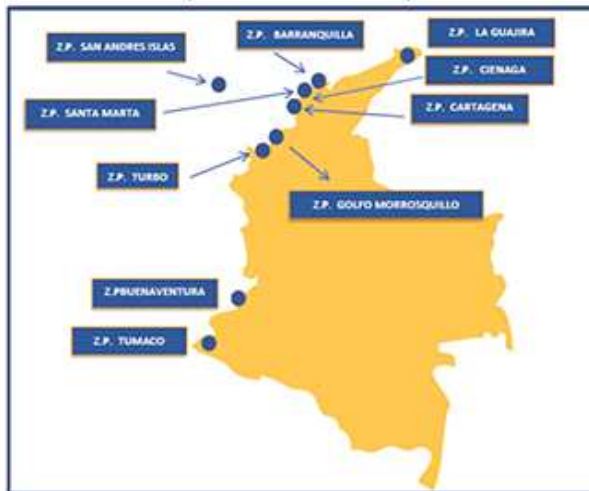 Z.P. BARRANQUILLA
Z.P. LA GUAJIRA
Z.P. SAN ANDRES ISLAS
Z.P. CIENAGA
Z.P. SANTA MARTA
Z.P. CARTAGENA
Z.P. TURBO
Z.P. GOLFO MORROSQUILLO
Z.PBUENAVENTURA
Z.P. TUMACO